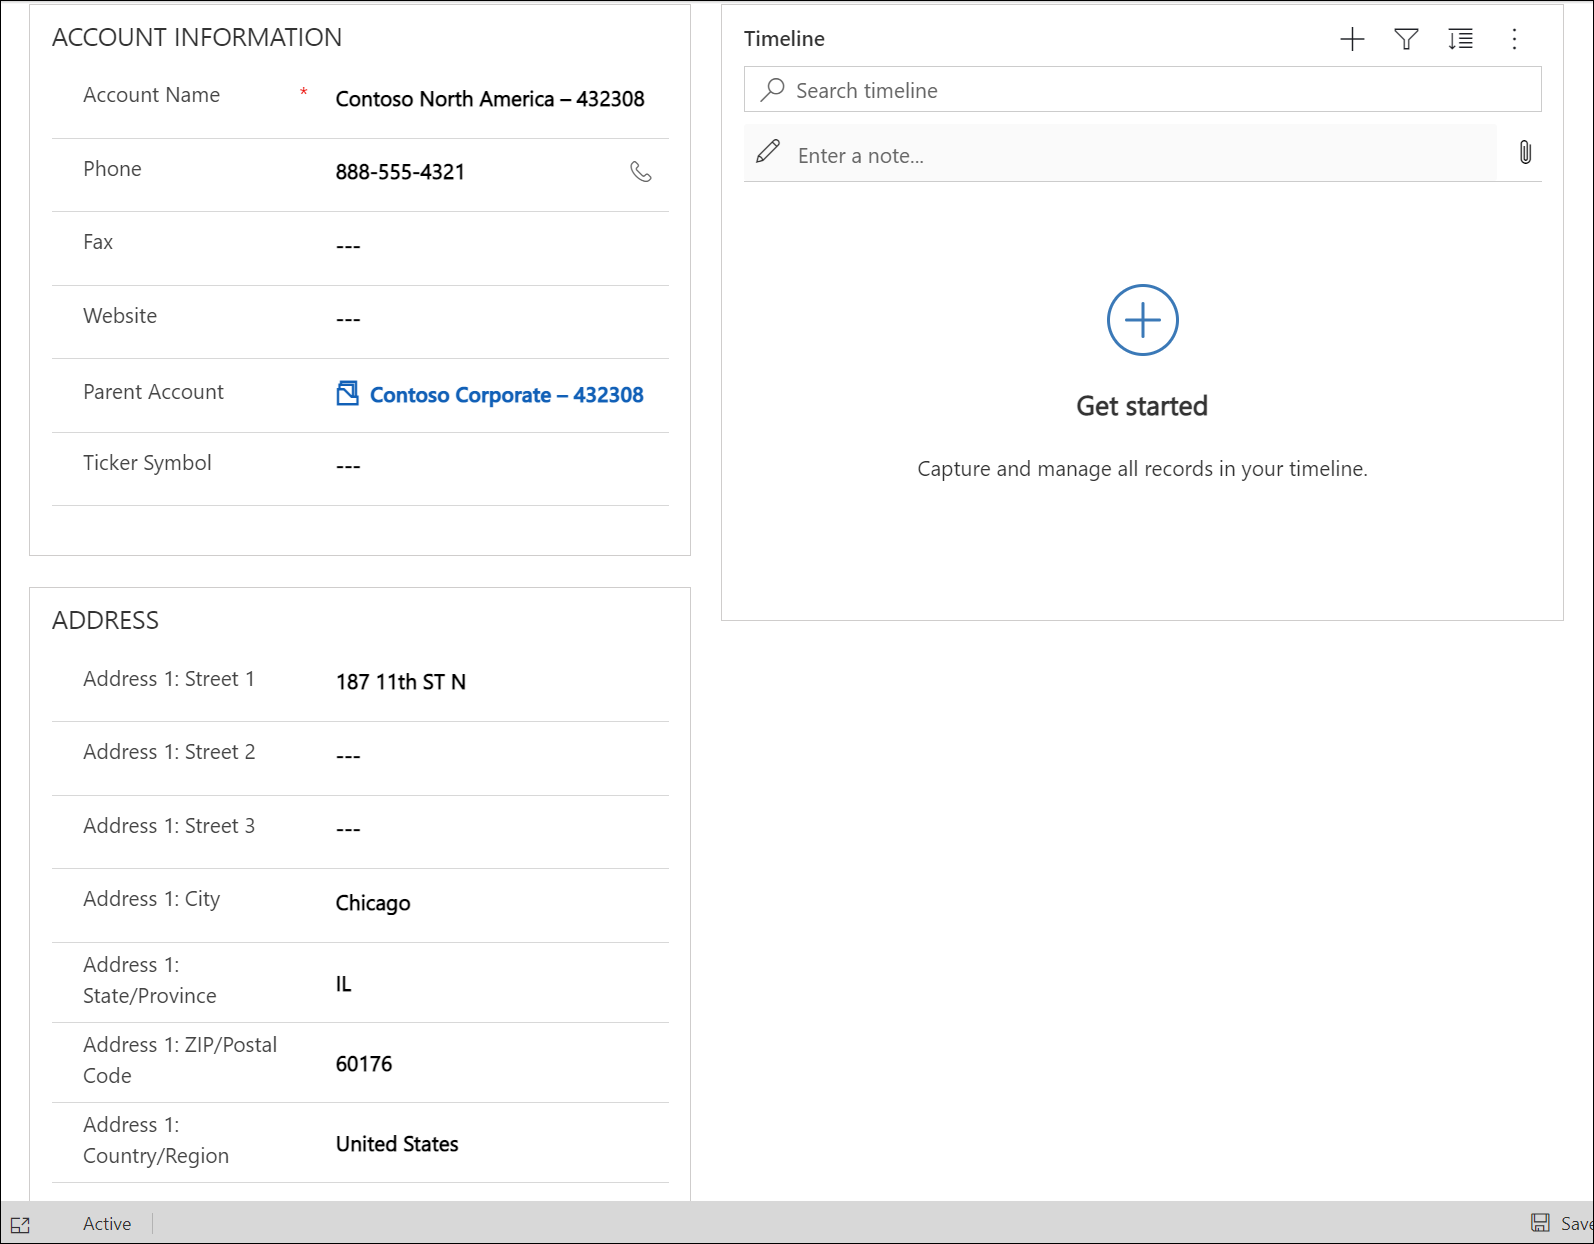 ACCOUNT INFORMATION
Account Name * Contoso North America – 432308
Phone 888-555-4321
Fax ---
Website ---
Parent Account Contoso Corporate – 432308
Ticker Symbol ---
ADDRESS
Address 1: Street 1 187 11th ST N
Address 1: Street 2 ---
Address 1: Street 3 ---
Address 1: City Chicago
Address 1:
State/Province
IL
Address 1: ZIP/Postal
Code
60176
Address 1:
Country/Region
United States
Timeline
Search timeline
Enter a note...
Get started
Capture and manage all records in your timeline.
Active
Save